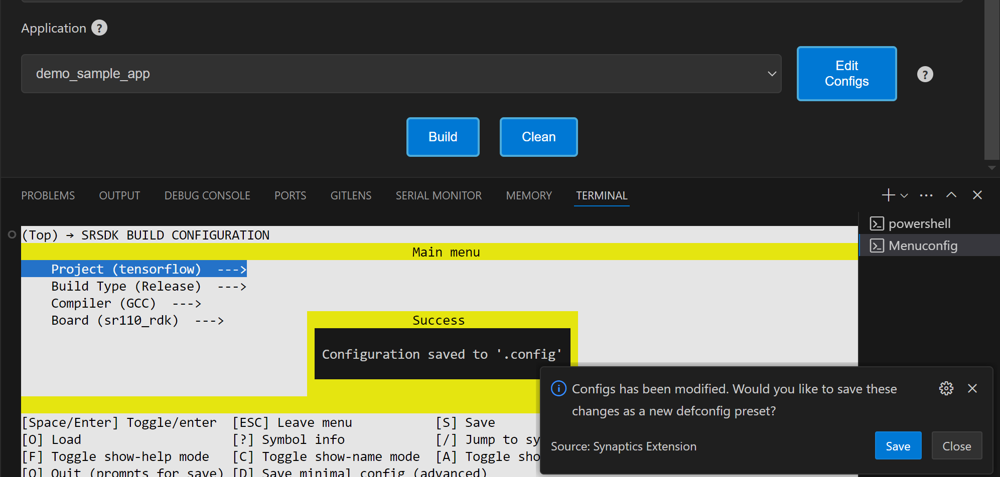 Application ?
demo_sample_app
Edit
Configs
?
Build
Clean
PROBLEMS OUTPUT DEBUG CONSOLE PORTS GITLENS SERIAL MONITOR MEMORY TERMINAL
powershell
Menuconfig
(Top) → SRSDK BUILD CONFIGURATION
Main menu
Project (tensorflow)  --->
Build Type (Release)  --->
Compiler (GCC)  --->
Board (sr110_rdk)  --->
Success
Configuration saved to '.config'
[Space/Enter] Toggle/enter  [ESC] Leave menu  [S] Save
[O] Load  [?] Symbol info  [/] Jump to sy
[F] Toggle show-help mode  [C] Toggle show-name mode  [A] Toggle sho
[Q] Quit (prompts for save) [D] Save minimal config (advanced)
Configs has been modified. Would you like to save these
changes as a new defconfig preset?
Source: Synaptics Extension
Save
Close